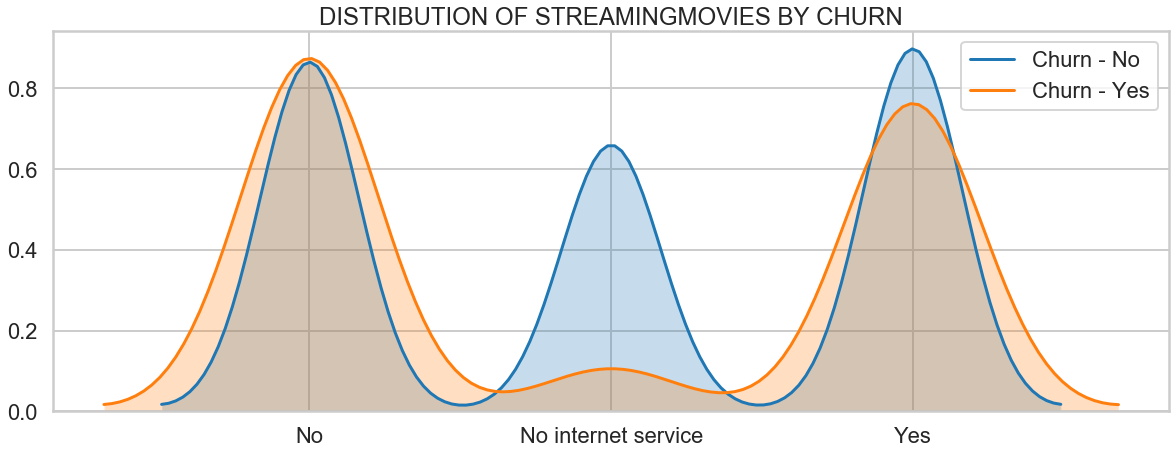 DISTRIBUTION OF STREAMINGMOVIES BY CHURN
Churn - No
Churn - Yes
0.8
0.6
0.4
0.2
0.0
No
No internet service
Yes